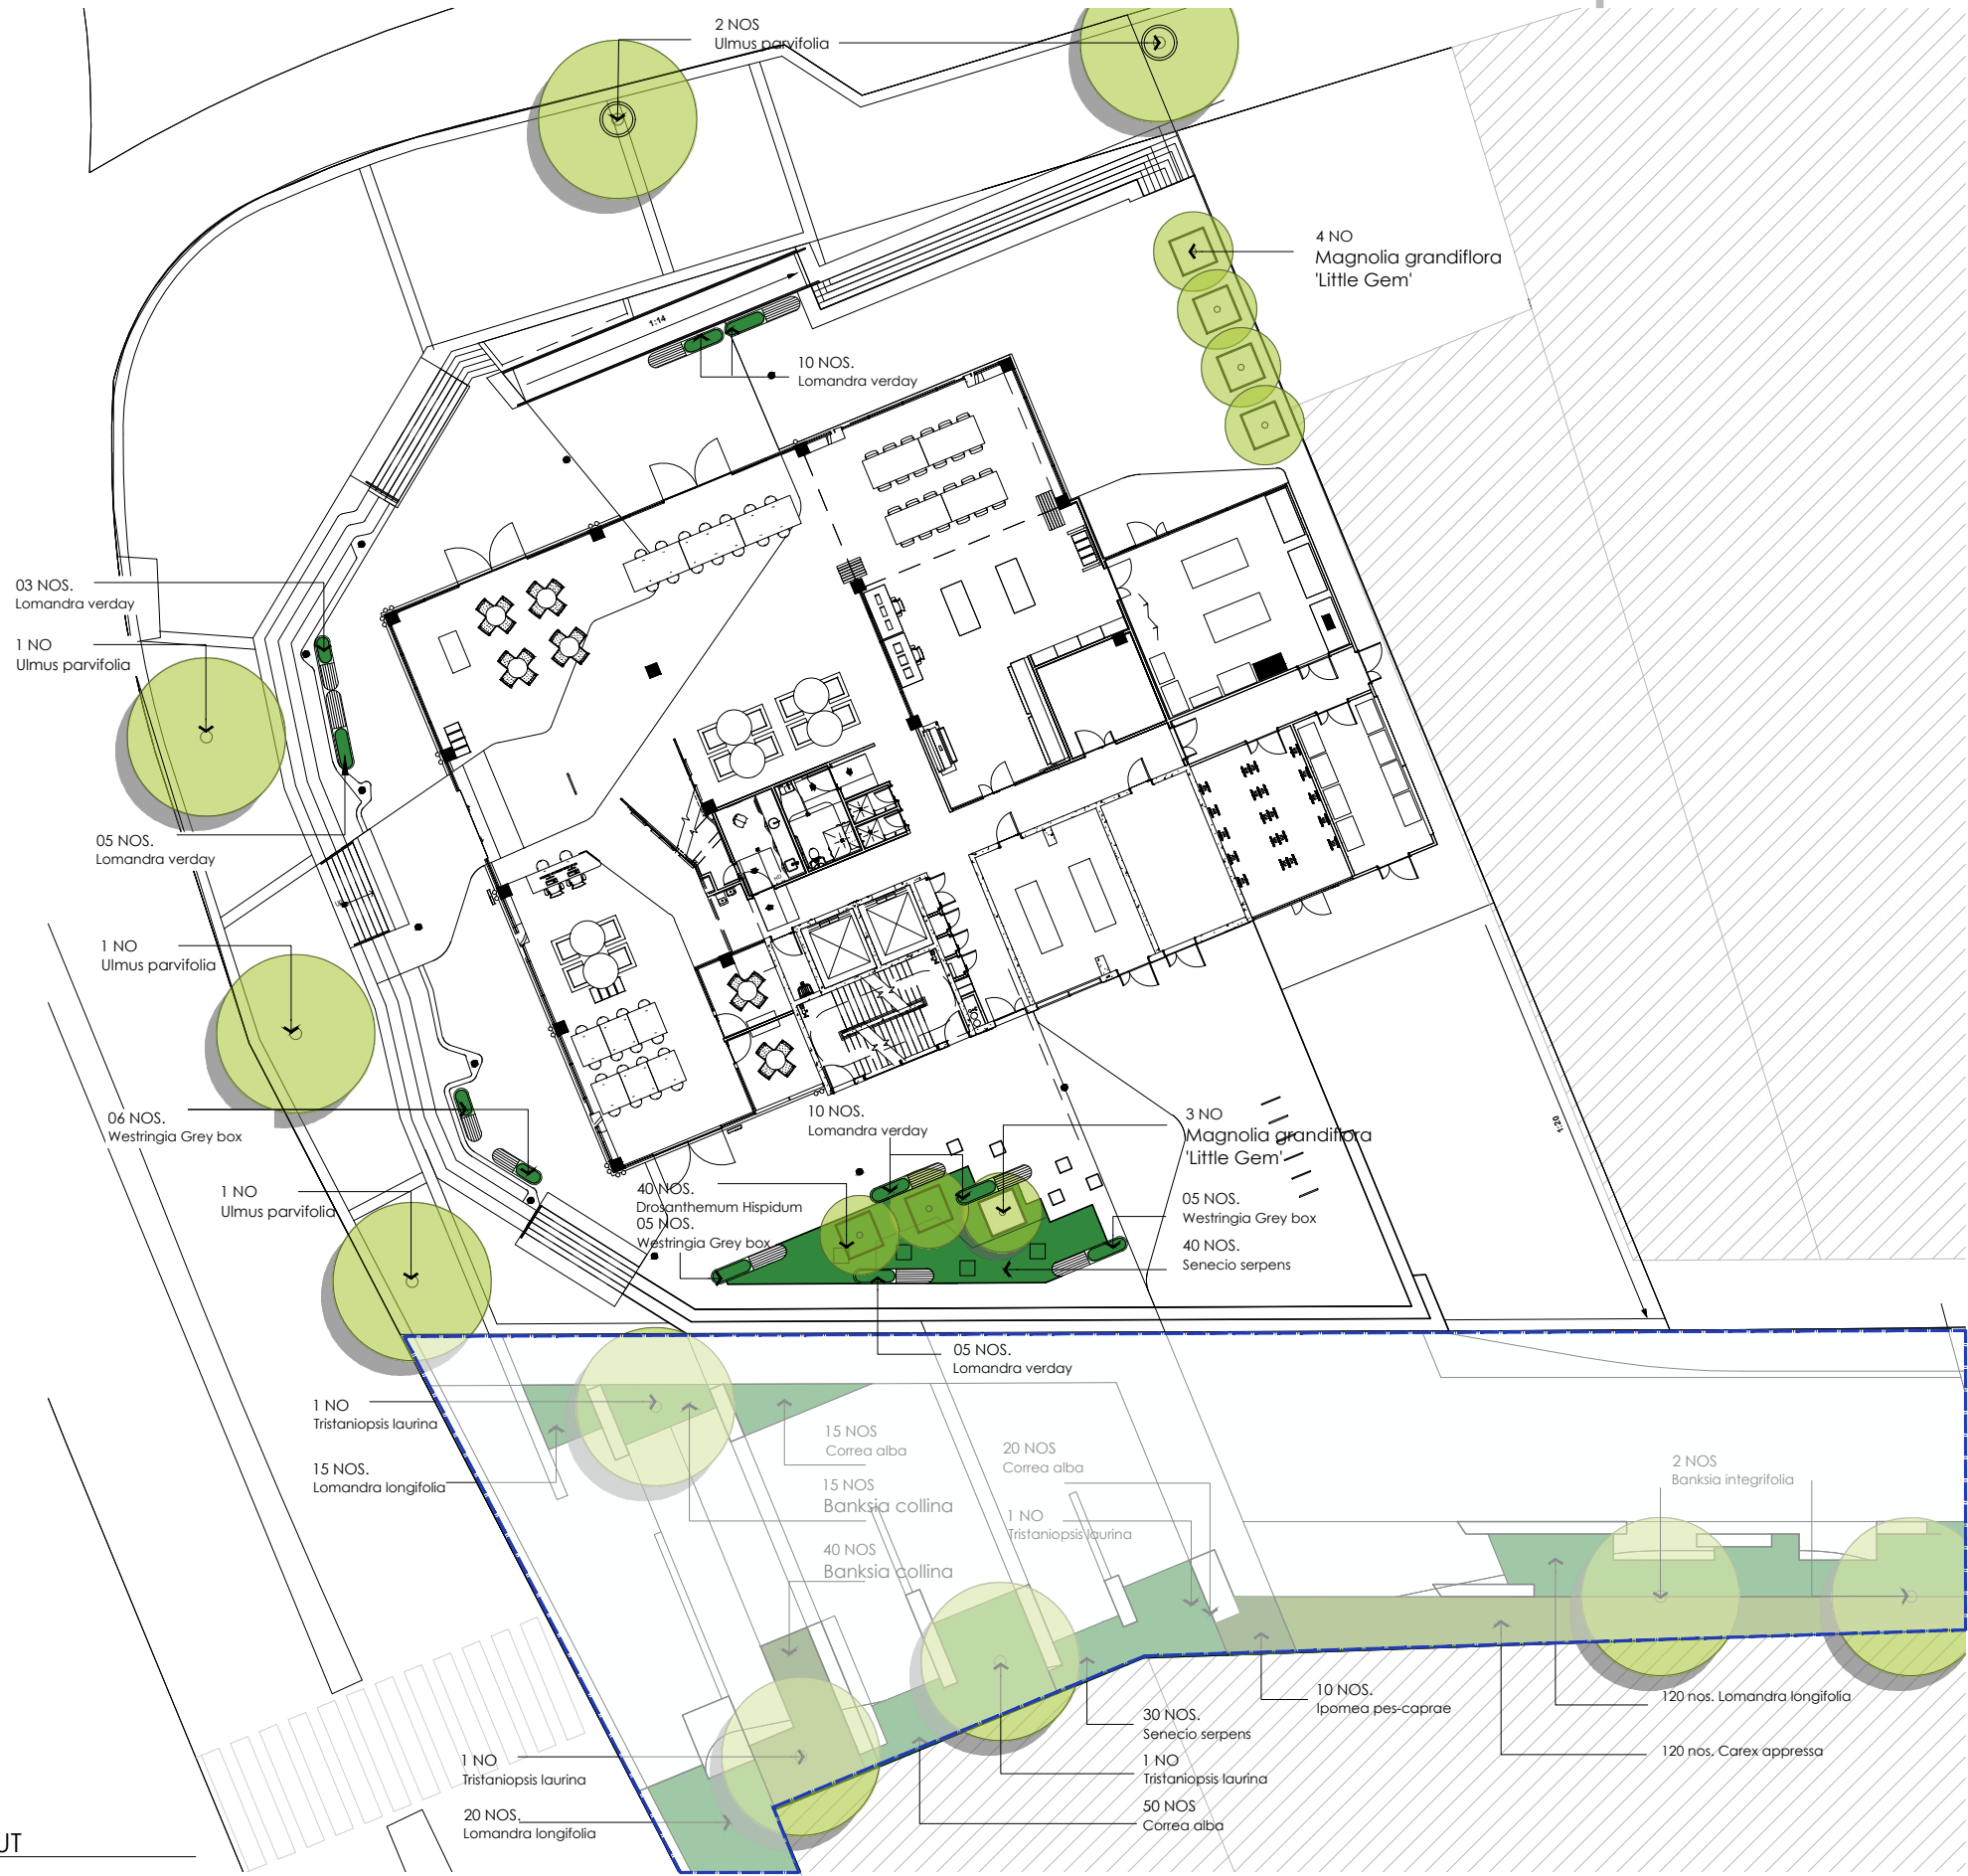 2 NOS
Ulmus parvifolia
4 NO
Magnolia grandiflora
'Little Gem'
1:14
10 NOS.
Lomandra verday
03 NOS.
Lomandra verday
1 NO
Ulmus parvifolia
05 NOS.
Lomandra verday
1 NO
Ulmus parvifolia
06 NOS.
Westringia Grey box
1 NO
Ulmus parvifolia
10 NOS.
Lomandra verday
3 NO
Magnolia grandiflora
'Little Gem'
1:20
40 NOS.
Drosanthemum Hispidum
05 NOS.
Westringia Grey box
05 NOS.
Westringia Grey box
40 NOS.
Senecio serpens
05 NOS.
Lomandra verday
1 NO
Tristaniopsis laurina
15 NOS.
Lomandra longifolia
15 NOS
Correa alba
20 NOS
Correa alba
15 NOS
Banksia collina
1 NO
Tristaniopsis laurina
40 NOS
Banksia collina
2 NOS
Banksia integrifolia
10 NOS.
Ipomea pes-caprae
120 nos. Lomandra longifolia
30 NOS.
Senecio serpens
120 nos. Carex appressa
1 NO
Tristaniopsis laurina
1 NO
Tristaniopsis laurina
50 NOS
Correa alba
20 NOS.
Lomandra longifolia
UT